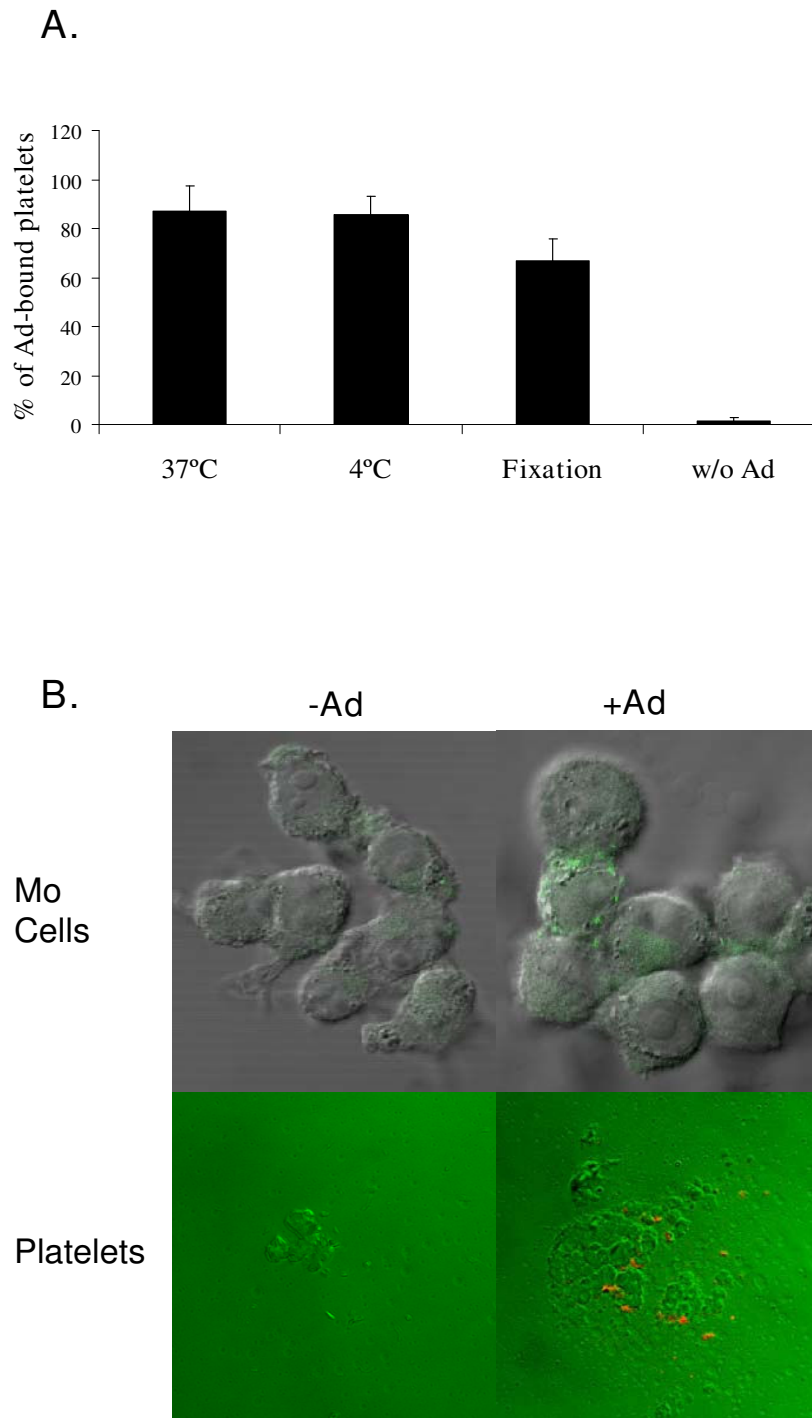 A.
% of Ad-bound platelets
120
100
80
60
40
20
0
37ºC
4ºC
Fixation
w/o Ad
B.
-Ad
+Ad
Mo
Cells
Platelets